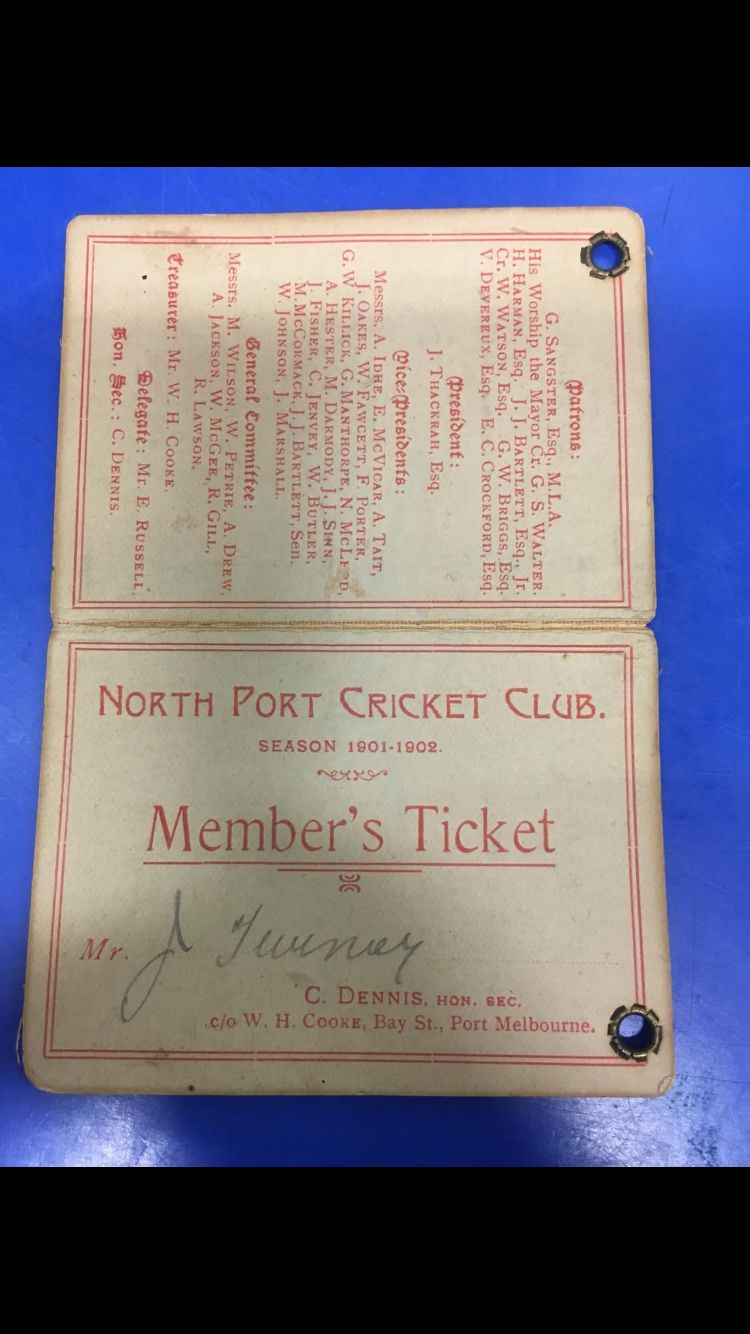 Patrons:
G. SANGSTER, Esq., M.L.A.
His Worship the Mayor Cr. G. S. WALTER.
H. HARMAN, Esq. J. J. BARTLETT, Esq., Jr.
Cr. W. WATSON, Esq. G. W. BRIGGS, Esq.
V. DEVEREUX, Esq. E. C. CROCKFORD, Esq.
President:
J. THACKRAH, Esq.
Vice-Presidents:
Messrs. A. IDHE, E. MCVICAR, A. TAIT,
J. OAKES, W. FAWCETT, F. PORTER,
G. W. KILLICK, G. MANTHORPE, N.
A. HESTER, M. DARMODY, J. J. SINN,
J. FISHER, C. JENVEY, W. BUTLER,
M. MCCORMACK, J. J. BARTLETT, Sen.
W. JOHNSON, J. MARSHALL.
General Committee:
Messrs. M. WILSON, W. PETRIE, A. DREW,
A. JACKSON, W. MCGEE, R. GILL,
R. LAWSON.
Treasurer: Mr. W. H. COOKE.
Delegate: Mr. E. RUSSELL.
Hon. Sec.: C. DENNIS.
NORTH PORT CRICKET CLUB.
SEASON 1901-1902.
Member's Ticket
Mr. J
C. DENNIS, HON. SEC.
c/o W. H. COOKE, Bay St., Port Melbourne.